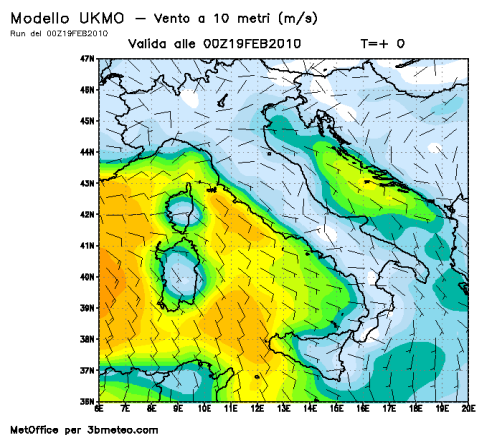 Modello UKMO – Vento a 10 metri (m/s)
Run del 00Z19FEB2010
Valida alle 00Z19FEB2010 T=+ 0
47N
46N
45N
44N
43N
42N
41N
40N
39N
38N
37N
36N
35N
6E 7E 8E 9E 10E 11E 12E 13E 14E 15E 16E 17E 18E 19E 20E
MetOffice per 3bmeteo.com